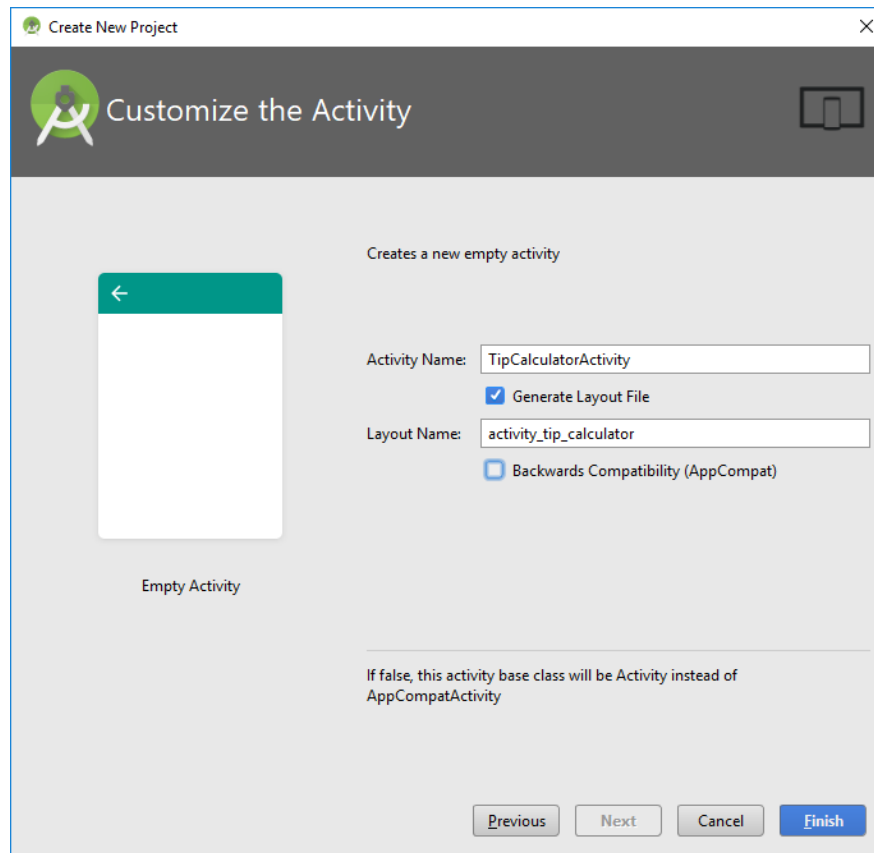 Create New Project
Customize the Activity
Creates a new empty activity
Activity Name: TipCalculatorActivity
Generate Layout File
Layout Name: activity_tip_calculator
Backwards Compatibility (AppCompat)
Empty Activity
If false, this activity base class will be Activity instead of
AppCompatActivity
Previous Next Cancel Finish